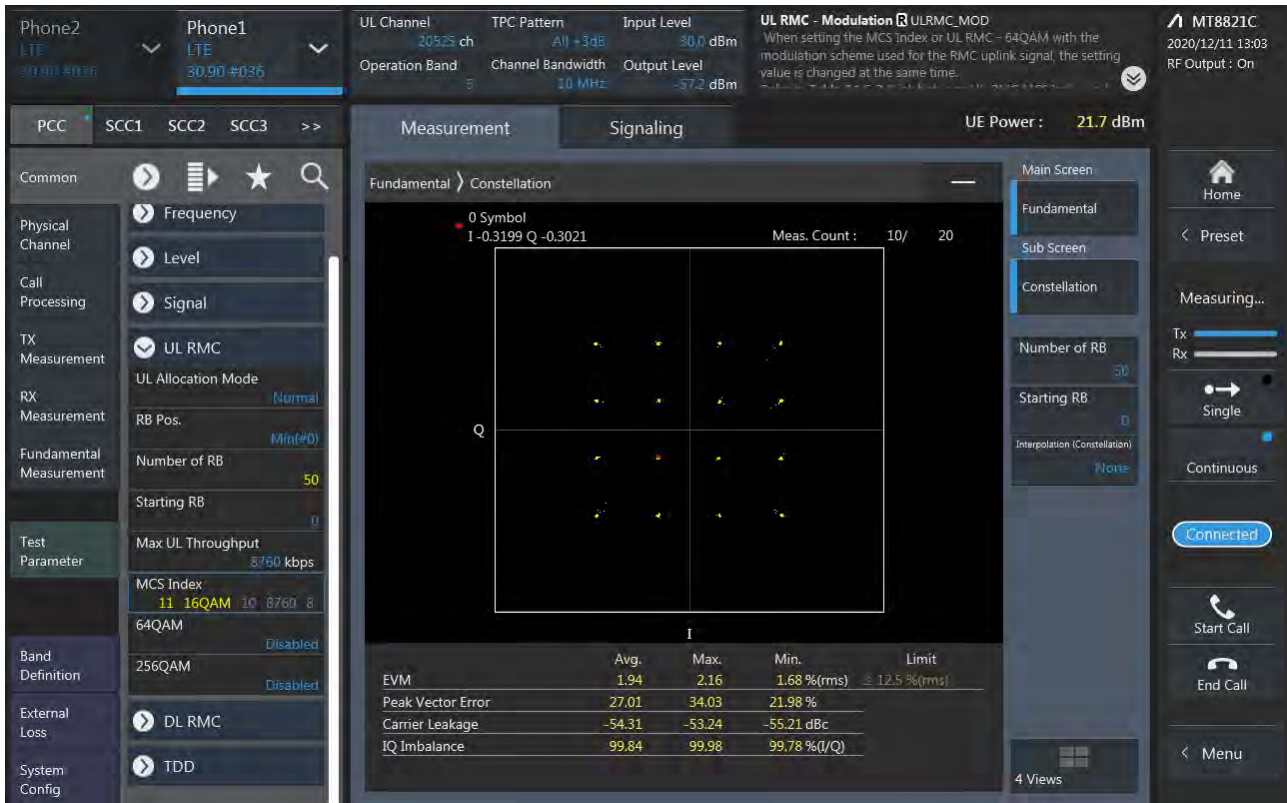 Phone2
LTE
30.90 #036
Phone1
LTE
30.90 #036
UL Channel
20525 ch
TPC Pattern
All +3dB
Input Level
30.0 dBm
Operation Band
5
Channel Bandwidth
10 MHz
Output Level
-57.2 dBm
UL RMC - Modulation R ULRMC_MOD
When setting the MCS Index or UL RMC – 64QAM with the
modulation scheme used for the RMC uplink signal, the setting
value is changed at the same time.
MT8821C
2020/12/11 13:03
RF Output : On
PCC SCC1 SCC2 SCC3 >>
Measurement
Signaling
UE Power : 21.7 dBm
Common
Physical
Channel
Call
Processing
TX
Measurement
RX
Measurement
Fundamental
Measurement
Test
Parameter
Band
Definition
External
Loss
System
Config
Frequency
Level
Signal
UL RMC
UL Allocation Mode
Normal
RB Pos.
Min(#0)
Number of RB
50
Starting RB
0
Max UL Throughput
8760 kbps
MCS Index
11 16QAM 10 8760 8
64QAM
Disabled
256QAM
Disabled
DL RMC
TDD
Fundamental 〉Constellation
0 Symbol
I -0.3199 Q -0.3021
Meas. Count : 10/ 20
Q
I
Avg. Max. Min. Limit
EVM 1.94 2.16 1.68 %(rms) ≤ 12.5 %(rms)
Peak Vector Error 27.01 34.03 21.98 %
Carrier Leakage -54.31 -53.24 -55.21 dBc
IQ Imbalance 99.84 99.98 99.78 %(I/Q)
Main Screen
Fundamental
Sub Screen
Constellation
Number of RB
50
Starting RB
0
Interpolation (Constellation)
None
4 Views
Home
< Preset
Measuring...
Tx
Rx
Single
Continuous
Connected
Start Call
End Call
< Menu